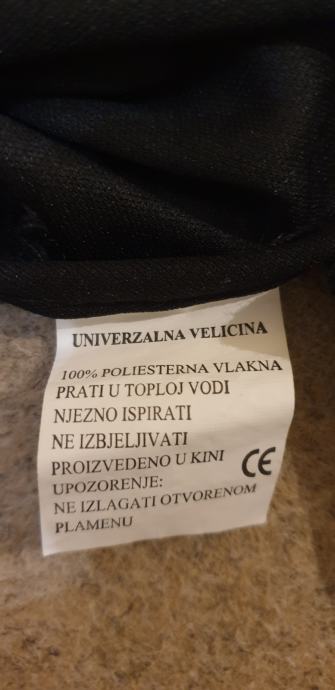 UNIVERZALNA VELICINA
100% POLIESTERNA VLAKNA
PRATI U TOPLOJ VODI
NJEZNO ISPIRATI
NE IZBJELJIVATI
PROIZVEDENO U KINI CE
UPOZORENJE:
NE IZLAGATI OTVORENOM
PLAMENU